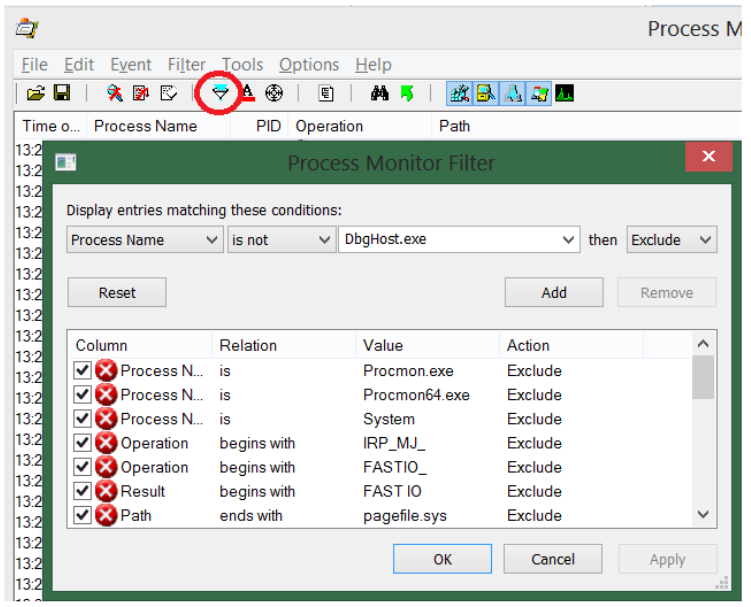 Process M
File Edit Event Filter Tools Options Help
Time o... Process Name PID Operation Path
13:2
13:2
Process Monitor Filter
13:2
13:2
Display entries matching these conditions:
13:2
Process Name is not DbgHost.exe then Exclude
13:2
13:2
Reset Add Remove
13:2
13:2
13:2
Column Relation Value Action
13:2
Process N... is Procmon.exe Exclude
13:2
Process N... is Procmon64.exe Exclude
13:2
Process N... is System Exclude
13:2
Operation begins with IRP_MJ_ Exclude
13:2
Operation begins with FASTIO_ Exclude
13:2
Result begins with FAST IO Exclude
13:2
Path ends with pagefile.sys Exclude
13:2
13:2
OK Cancel Apply
13:2
13:2